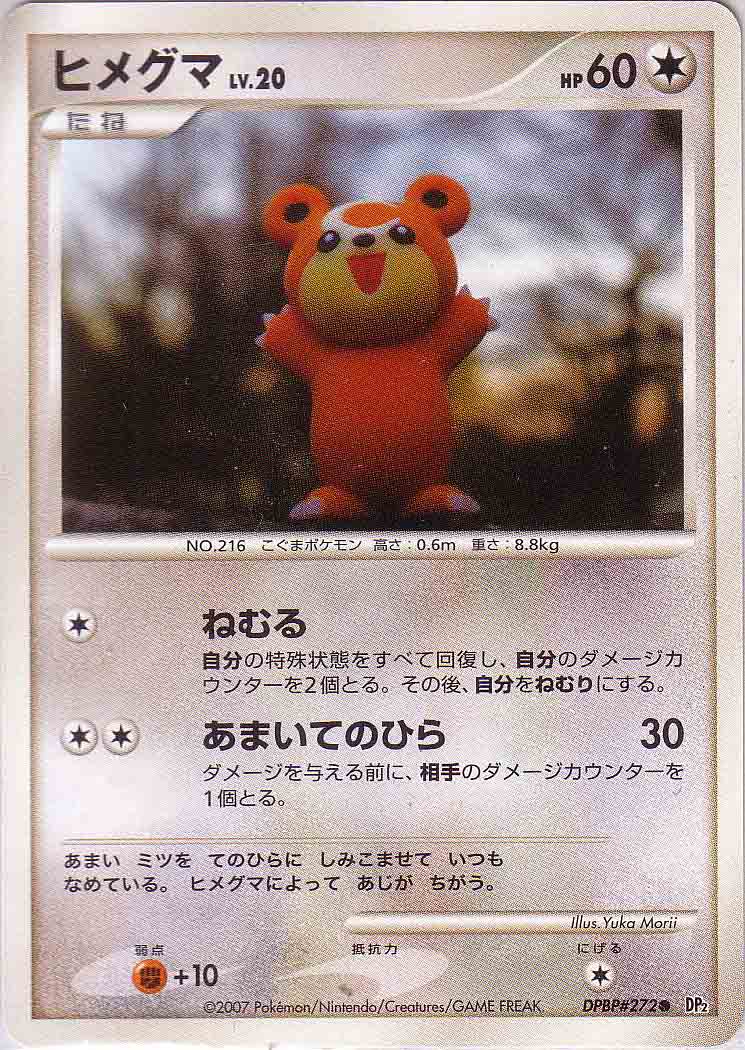 ヒメグマ LV.20 HP60
たね
NO.216 こぐまポケモン 高さ:0.6m 重さ:8.8kg
ねむる
自分の特殊状態をすべて回復し、自分のダメージカ
ウンターを2個とる。その後、自分をねむりにする。
あまいてのひら 30
ダメージを与える前に、相手のダメージカウンターを
1個とる。
あまい ミツを てのひらに しみこませて いつも
なめている。 ヒメグマによって あじが ちがう。
Illus.Yuka Morii
弱点 抵抗力 にげる
+10
©2007 Pokémon/Nintendo/Creatures/GAME FREAK. DPBP#272● DP2